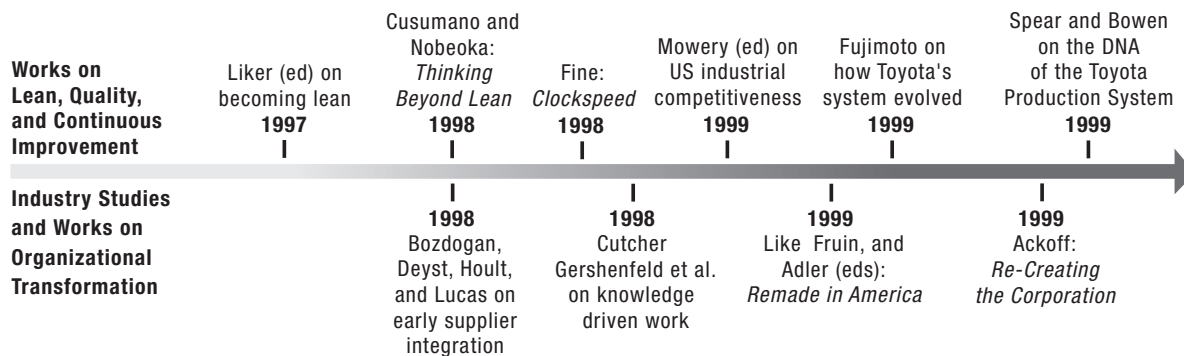 Works on
Lean, Quality,
and Continuous
Improvement
Liker (ed) on
becoming lean
1997
Cusumano and
Nobeoka:
Thinking
Beyond Lean
1998
Fine:
Clockspeed
1998
Mowery (ed) on
US industrial
competitiveness
1999
Fujimoto on
how Toyota's
system evolved
1999
Spear and Bowen
on the DNA
of the Toyota
Production System
1999
Industry Studies
and Works on
Organizational
Transformation
1998
Bozdogan,
Deyst, Hoult,
and Lucas on
early supplier
integration
1998
Cutcher
Gershenfeld et al.
on knowledge
driven work
1999
Like Fruin, and
Adler (eds):
Remade in America
1999
Ackoff:
Re-Creating
the Corporation